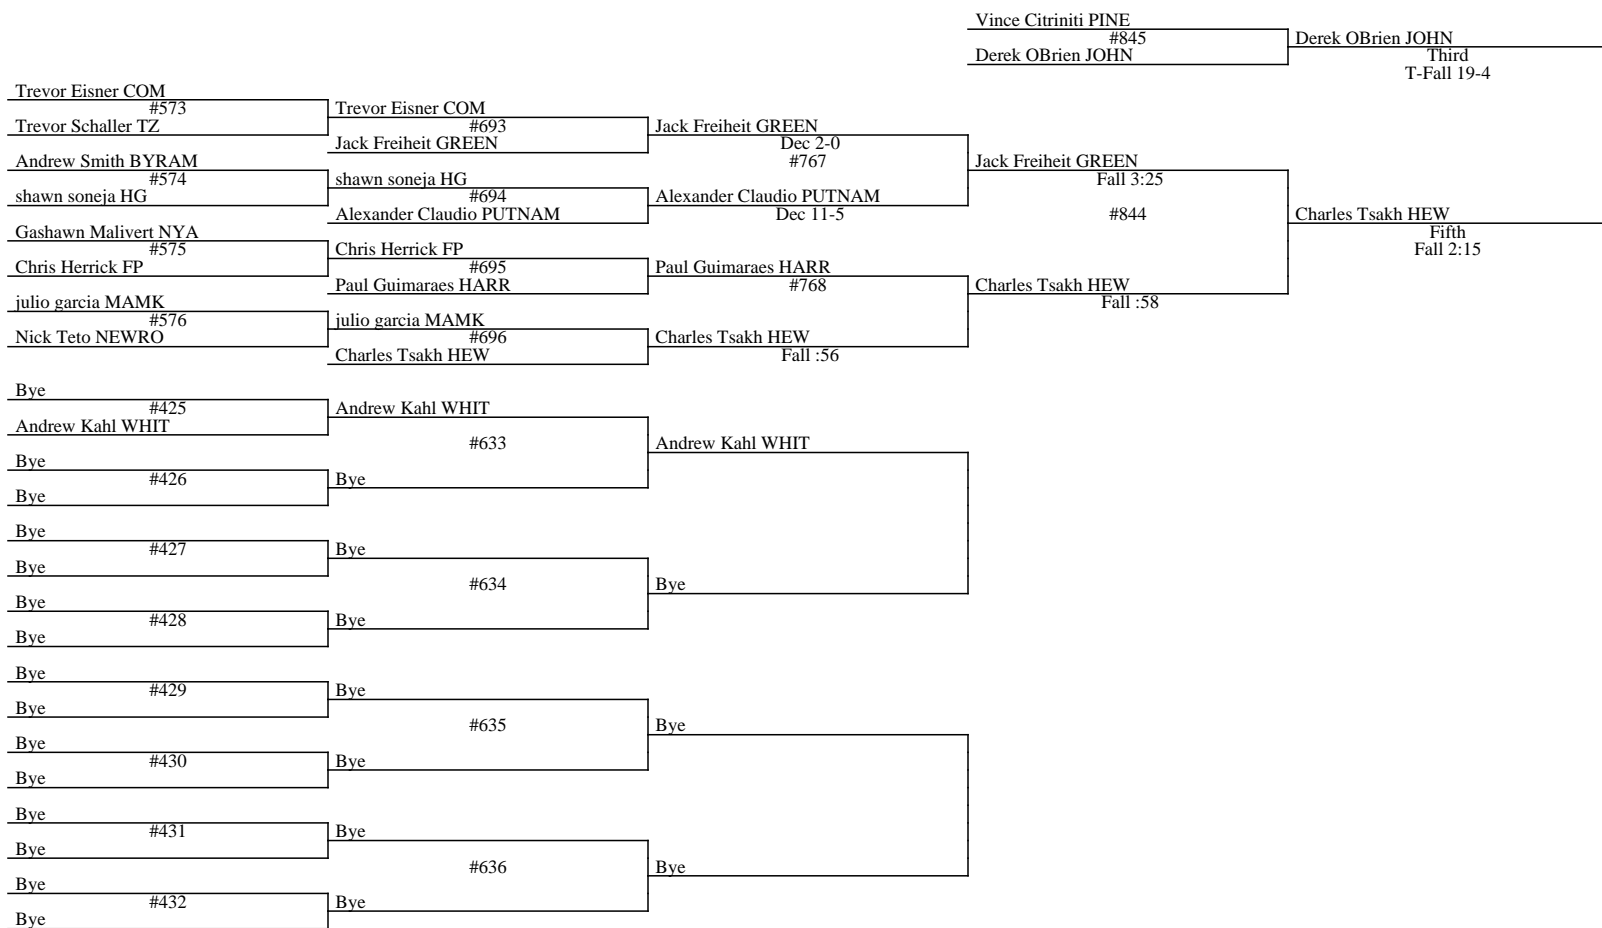 Vince Citriniti PINE
#845
Derek OBrien JOHN
Derek OBrien JOHN
Third
T-Fall 19-4
Trevor Eisner COM
#573
Trevor Schaller TZ
Andrew Smith BYRAM
#574
shawn soneja HG
Gashawn Malivert NYA
#575
Chris Herrick FP
julio garcia MAMK
#576
Nick Teto NEWRO
Trevor Eisner COM
#693
Jack Freiheit GREEN
shawn soneja HG
#694
Alexander Claudio PUTNAM
Chris Herrick FP
#695
Paul Guimaraes HARR
julio garcia MAMK
#696
Charles Tsakh HEW
Jack Freiheit GREEN
Dec 2-0
#767
Alexander Claudio PUTNAM
Dec 11-5
Paul Guimaraes HARR
#768
Charles Tsakh HEW
Fall :56
Jack Freiheit GREEN
Fall 3:25
#844
Charles Tsakh HEW
Fall :58
Charles Tsakh HEW
Fifth
Fall 2:15
Bye
#425
Andrew Kahl WHIT
Bye
#426
Bye
Bye
#427
Bye
Bye
#428
Bye
Bye
#429
Bye
Bye
#430
Bye
Bye
#431
Bye
Bye
#432
Bye
Andrew Kahl WHIT
#633
Bye
Bye
#634
Bye
Bye
#635
Bye
Bye
#636
Bye
Andrew Kahl WHIT
Bye
Bye
Bye